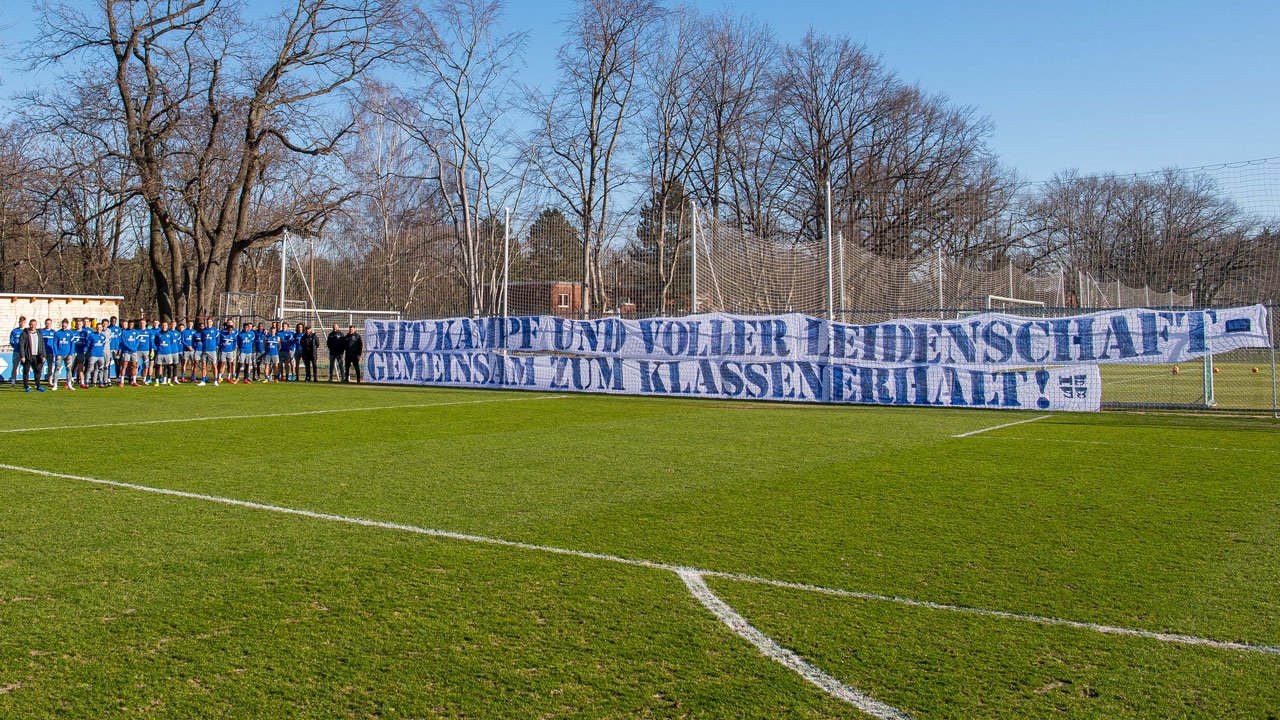 MIT KAMPF UND VOLLER LEIDENSCHAFT
GEMEINSAM ZUM KLASSENERHALT!